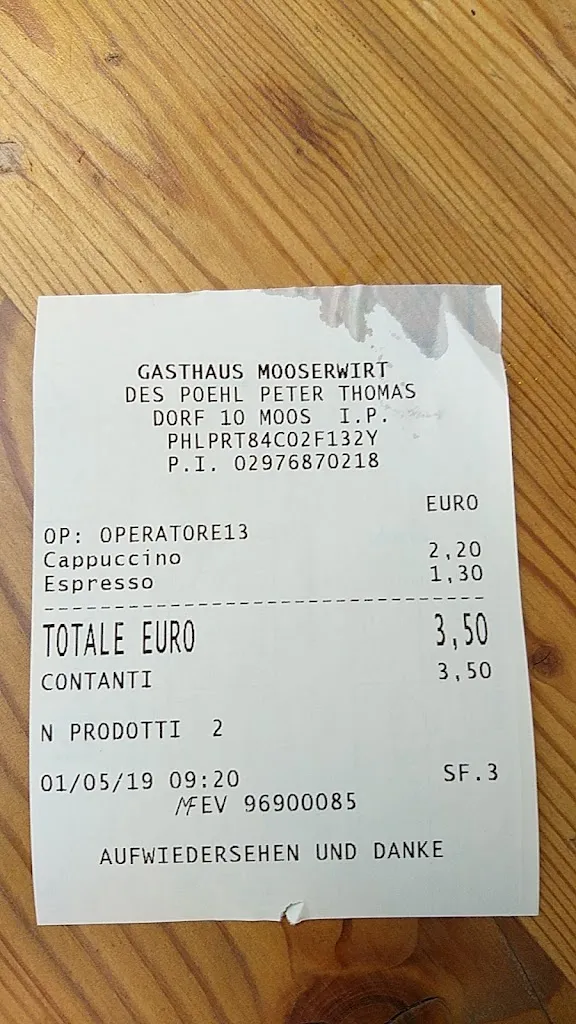 GASTHAUS MOOSERWIRT
DES POEHL PETER THOMAS
DORF 10 MOOS I.P.
PHLPRT84C02F132Y
P.I. 02976870218
EURO
OP: OPERATORE13
Cappuccino 2,20
Espresso 1,30
TOTALE EURO 3,50
CONTANTI 3,50
N PRODOTTI 2
01/05/19 09:20 SF.3
MFEV 96900085
AUFWIEDERSEHEN UND DANKE